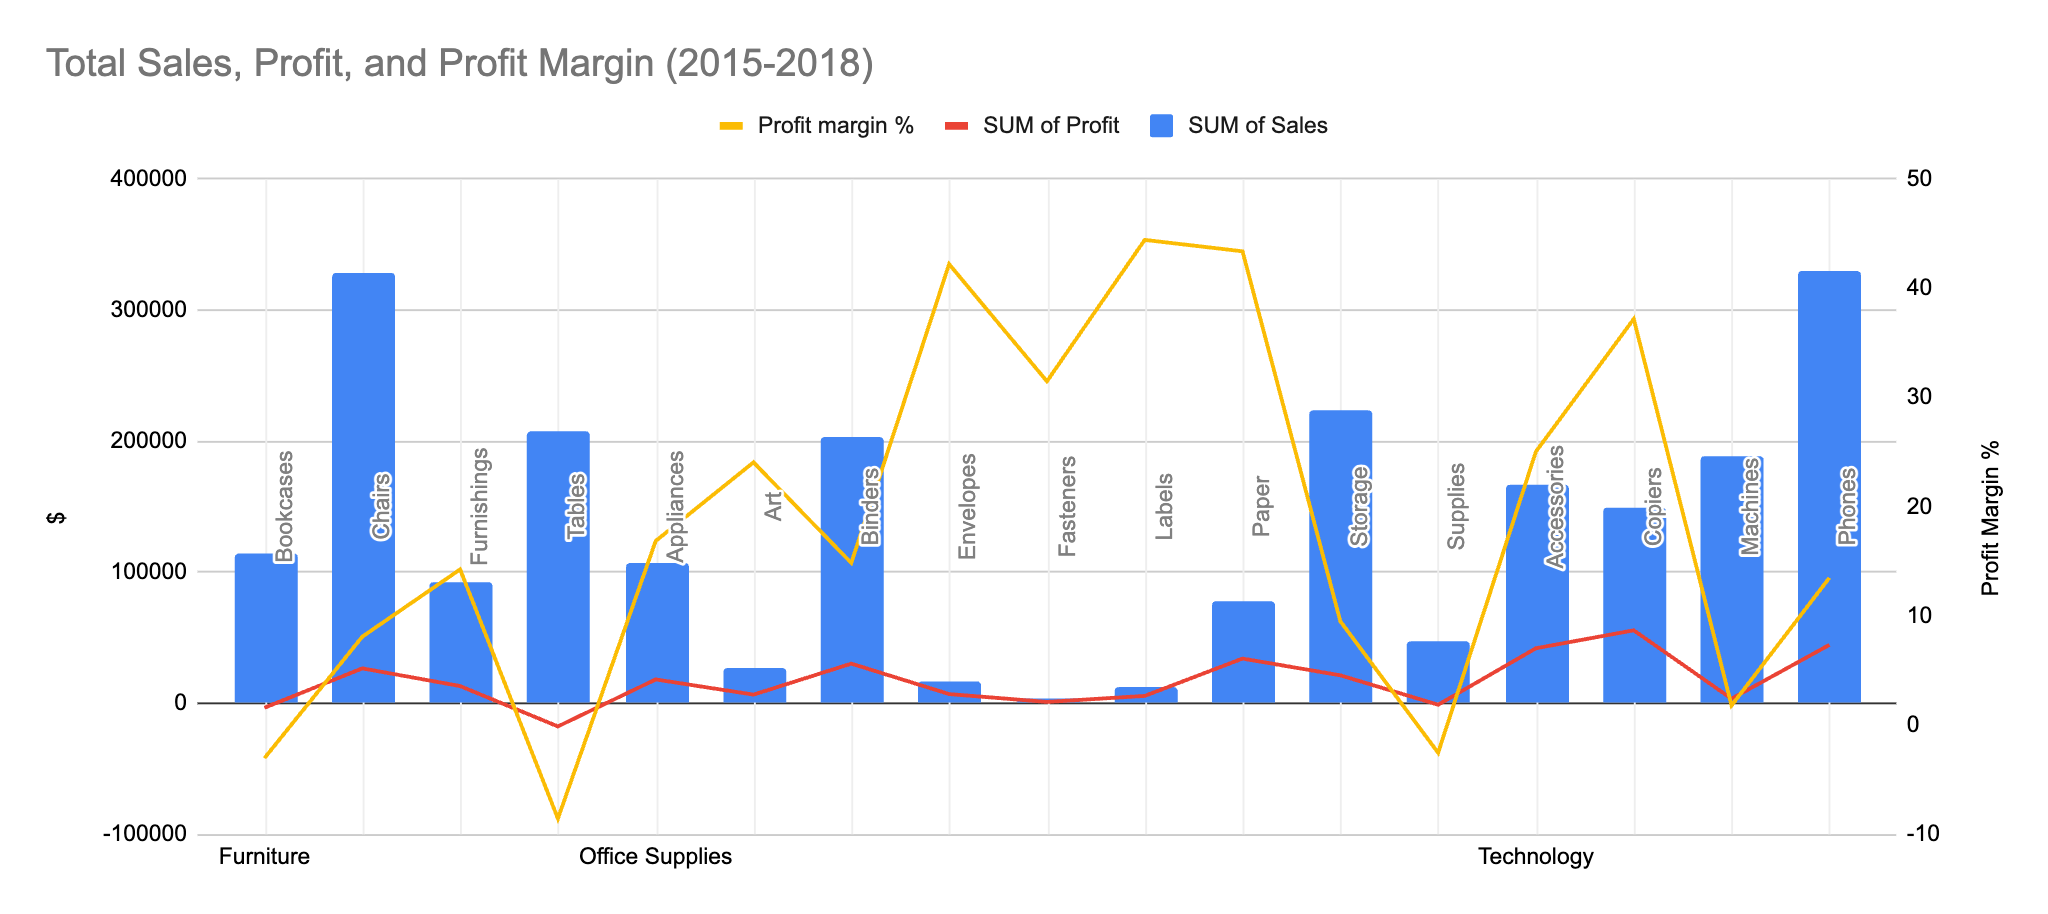 Total Sales, Profit, and Profit Margin (2015-2018)
Profit margin % SUM of Profit SUM of Sales
400000 50
300000 40
200000 30
100000 20
0 10
-100000 0
-10
$
Profit Margin %
Bookcases
Chairs
Furnishings
Tables
Appliances
Art
Binders
Envelopes
Fasteners
Labels
Paper
Storage
Supplies
Accessories
Copiers
Machines
Phones
Furniture Office Supplies Technology